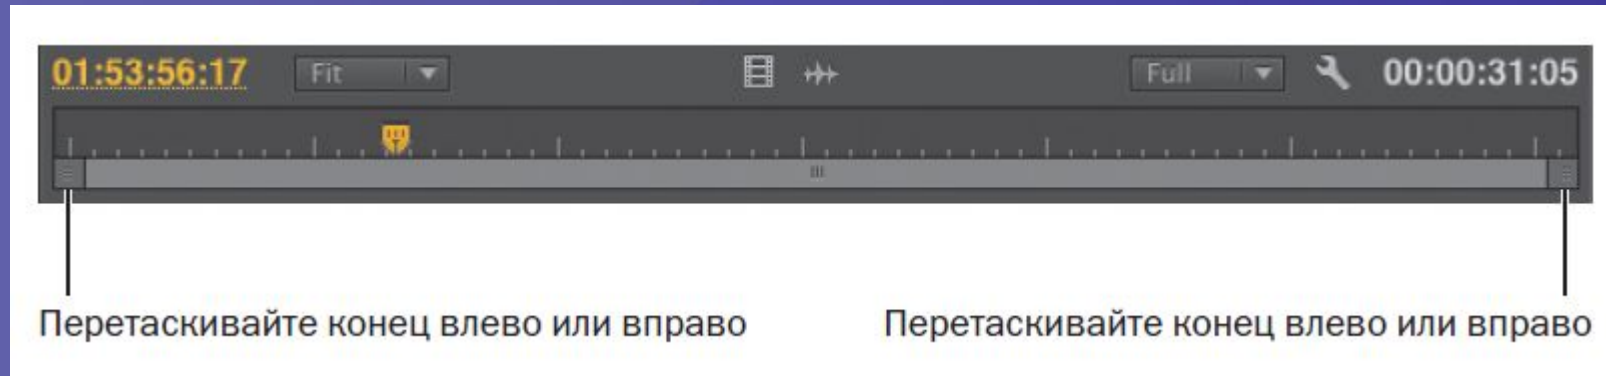 01:53:56:17 Fit Full 00:00:31:05
Перетаскивайте конец влево или вправо Перетаскивайте конец влево или вправо